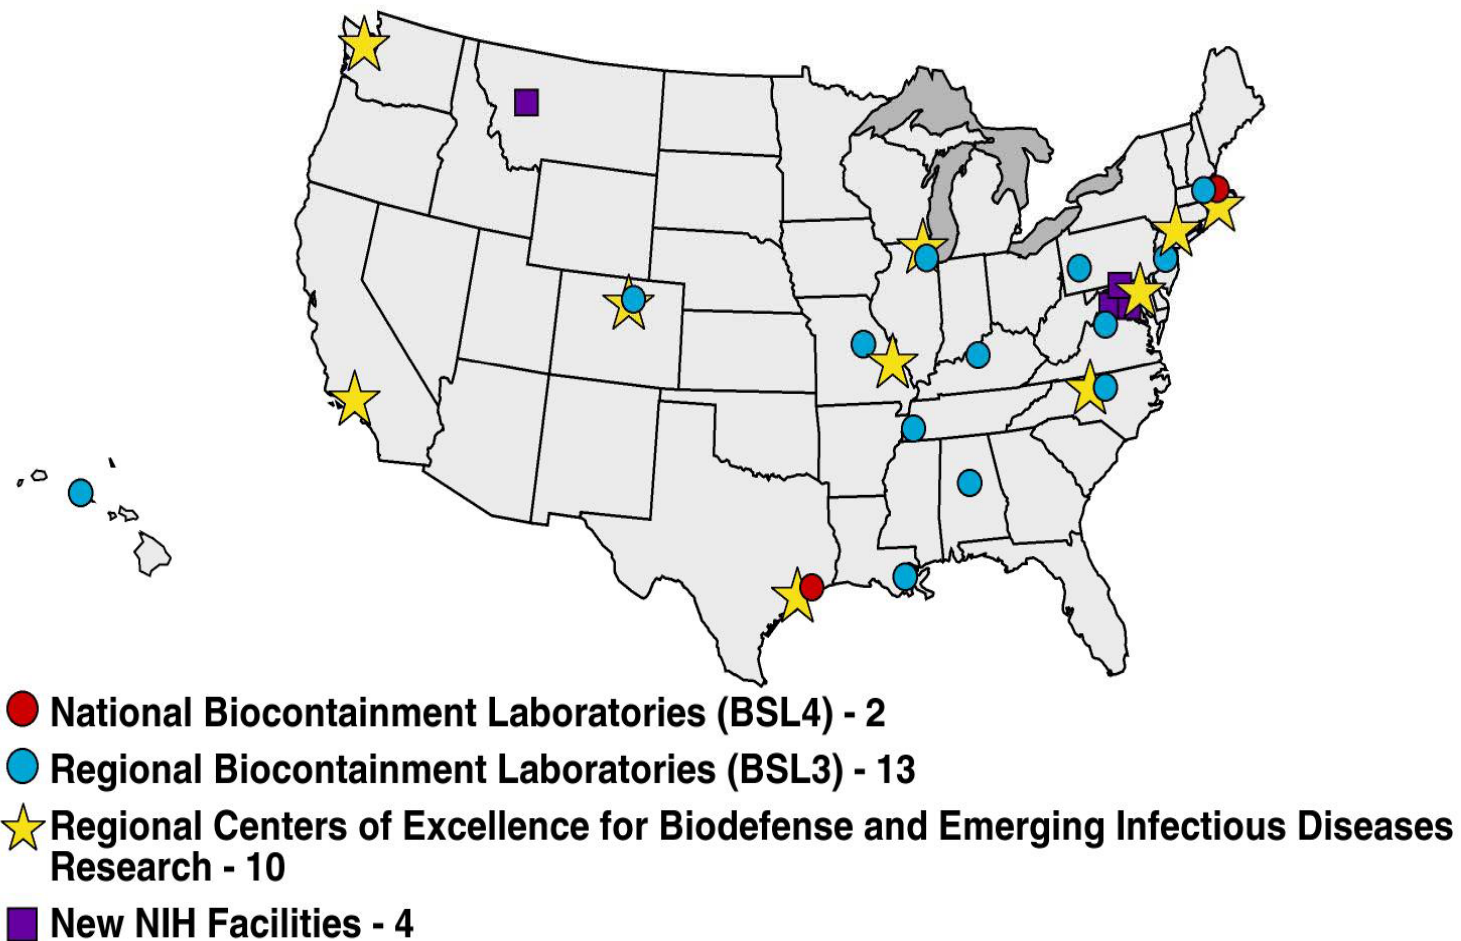 National Biocontainment Laboratories (BSL4) - 2
Regional Biocontainment Laboratories (BSL3) - 13
Regional Centers of Excellence for Biodefense and Emerging Infectious Diseases
Research - 10
New NIH Facilities - 4